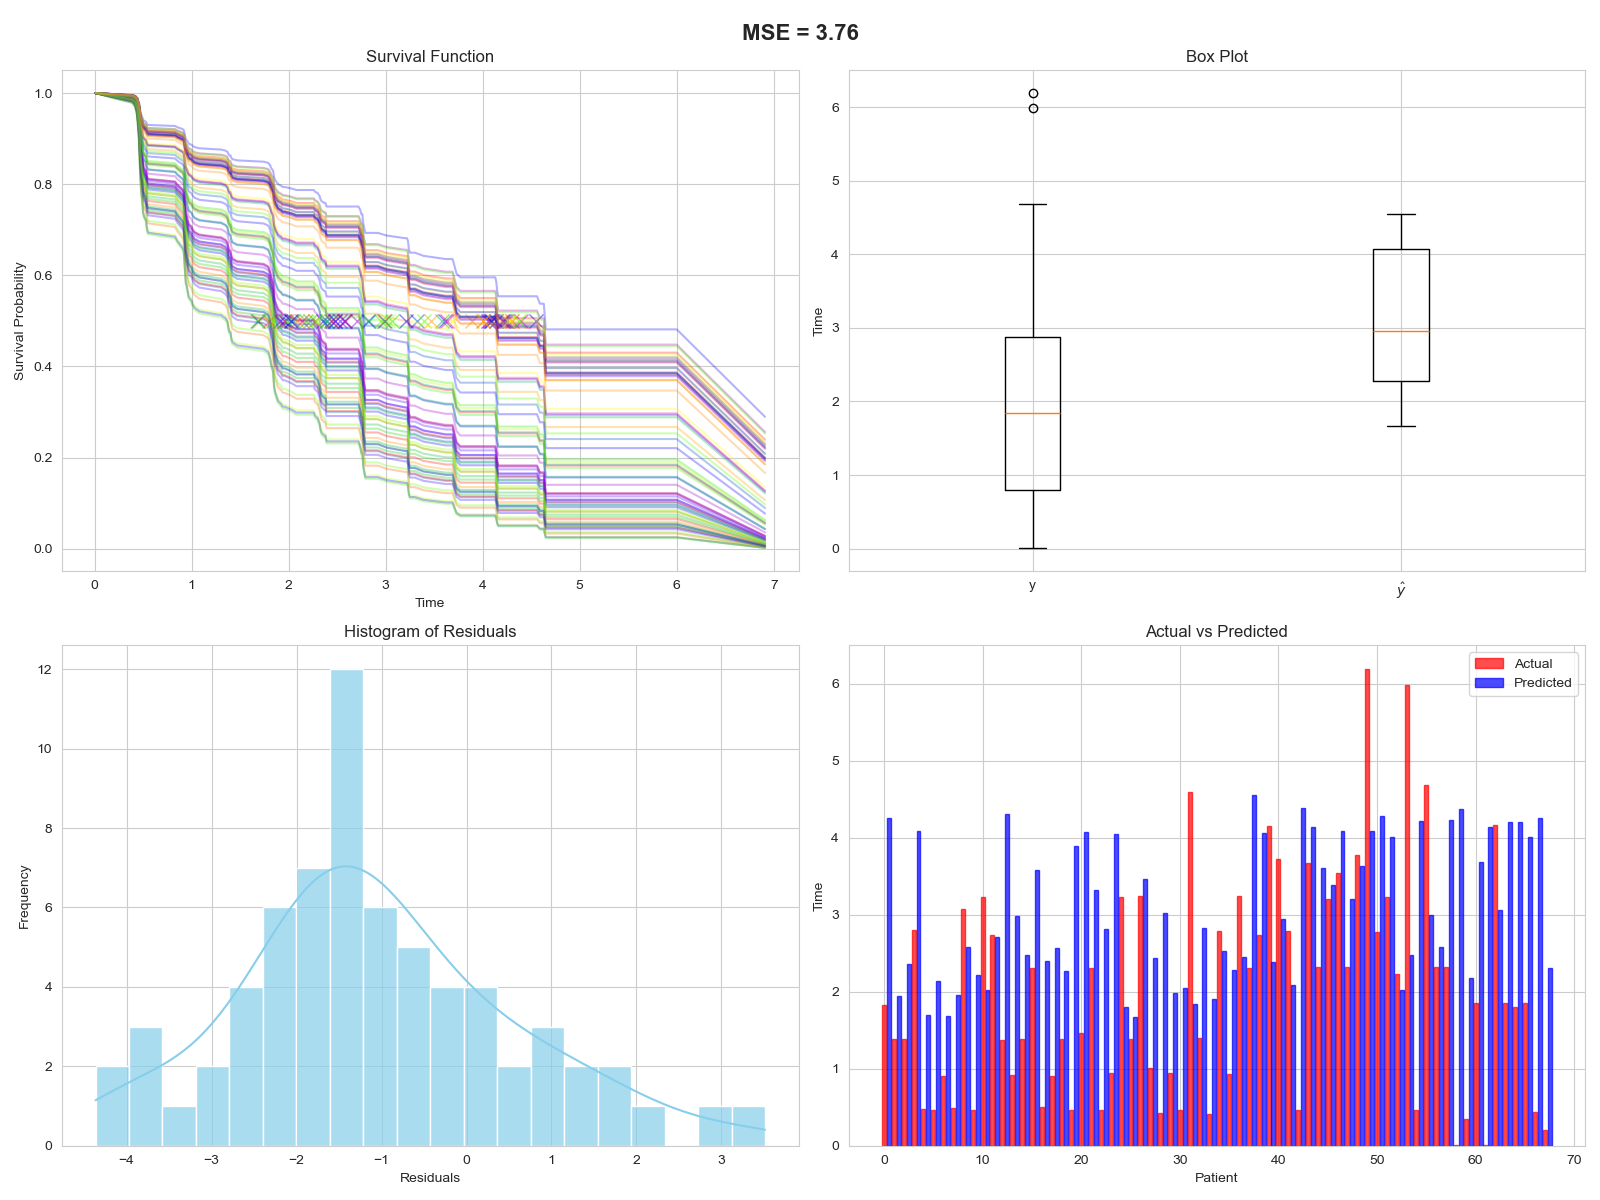 MSE = 3.76
Survival Function
Survival Probability
1.0
0.8
0.6
0.4
0.2
0.0
0 1 2 3 4 5 6 7
Time
Box Plot
Time
6
5
4
3
2
1
0
y ŷ
Histogram of Residuals
Frequency
12
10
8
6
4
2
0
−4 −3 −2 −1 0 1 2 3
Residuals
Actual vs Predicted
Time
6
5
4
3
2
1
0
Actual
Predicted
0 10 20 30 40 50 60 70
Patient